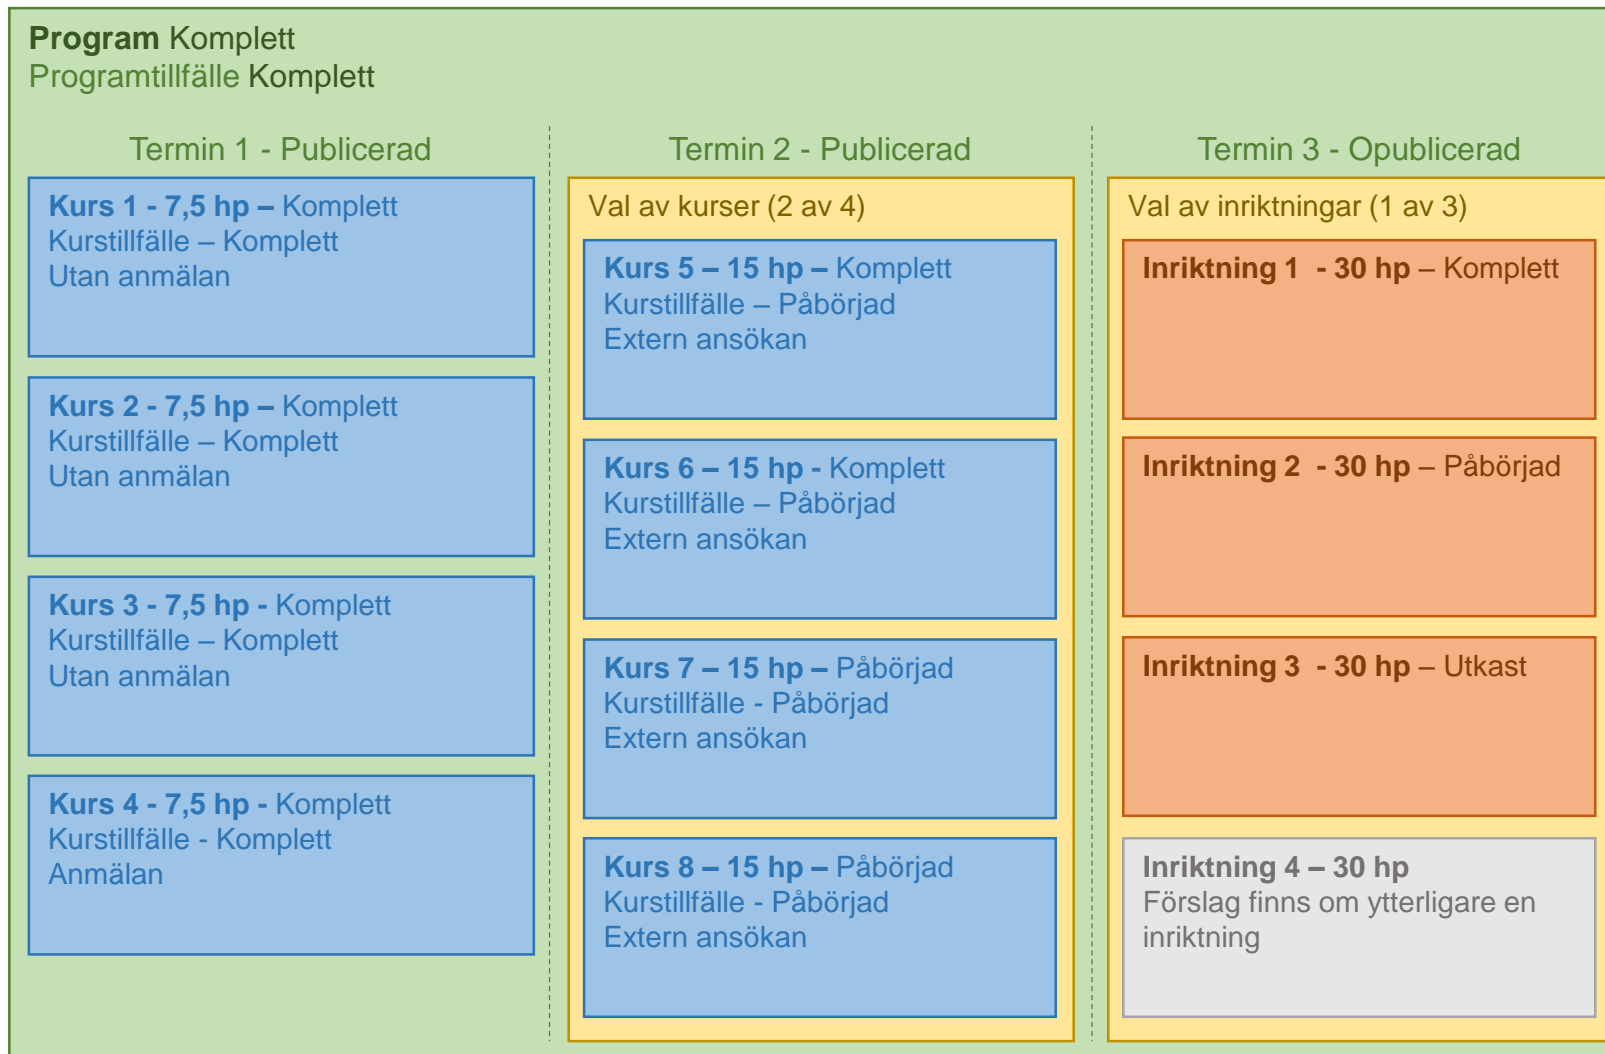 Program Komplett
Programtillfälle Komplett
Termin 1 - Publicerad
Kurs 1 - 7,5 hp – Komplett
Kurstillfälle – Komplett
Utan anmälan
Kurs 2 - 7,5 hp – Komplett
Kurstillfälle – Komplett
Utan anmälan
Kurs 3 - 7,5 hp - Komplett
Kurstillfälle – Komplett
Utan anmälan
Kurs 4 - 7,5 hp - Komplett
Kurstillfälle - Komplett
Anmälan
Termin 2 - Publicerad
Val av kurser (2 av 4)
Kurs 5 – 15 hp – Komplett
Kurstillfälle – Påbörjad
Extern ansökan
Kurs 6 – 15 hp - Komplett
Kurstillfälle – Påbörjad
Extern ansökan
Kurs 7 – 15 hp – Påbörjad
Kurstillfälle - Påbörjad
Extern ansökan
Kurs 8 – 15 hp – Påbörjad
Kurstillfälle - Påbörjad
Extern ansökan
Termin 3 - Opublicerad
Val av inriktningar (1 av 3)
Inriktning 1  - 30 hp – Komplett
Inriktning 2  - 30 hp – Påbörjad
Inriktning 3  - 30 hp – Utkast
Inriktning 4 – 30 hp
Förslag finns om ytterligare en
inriktning